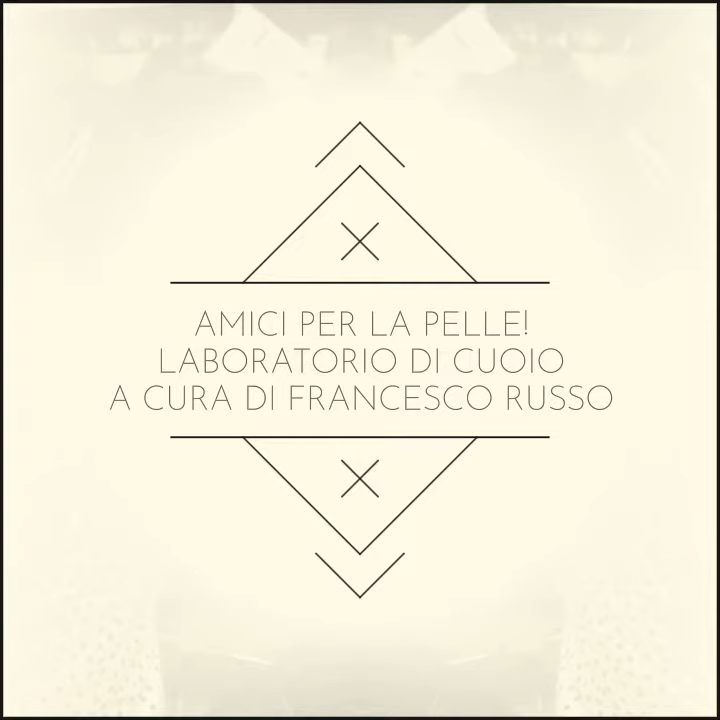 AMICI PER LA PELLE!
LABORATORIO DI CUOIO
A CURA DI FRANCESCO RUSSO